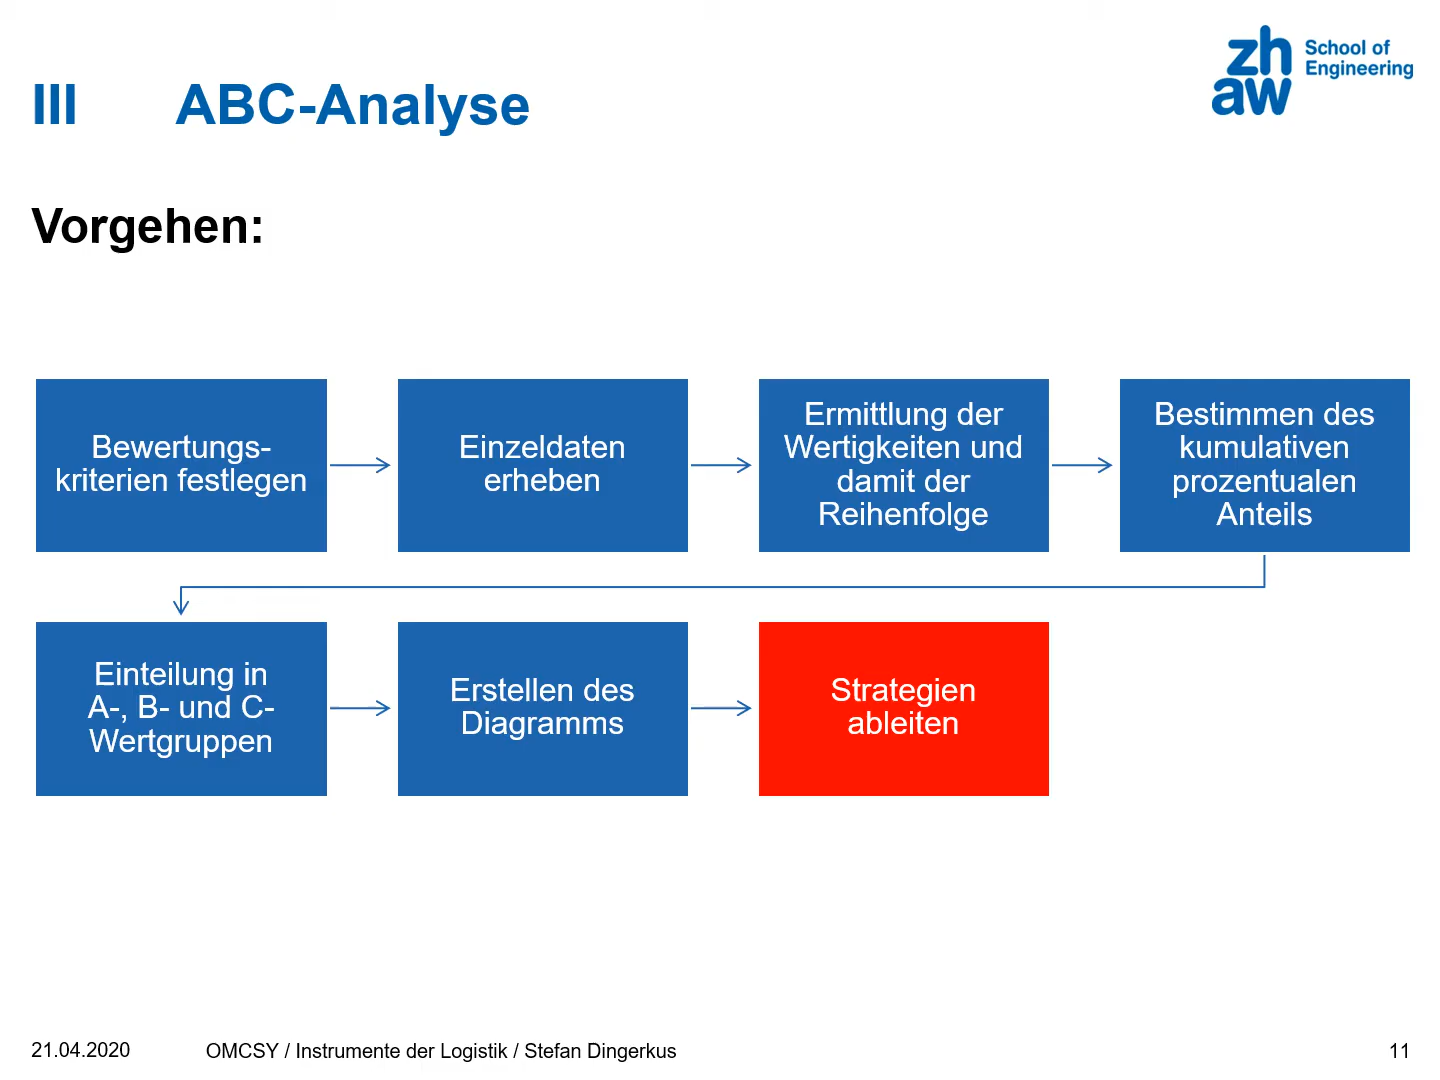 zh
aw
School of
Engineering
III ABC-Analyse
Vorgehen:
Bewertungs-
kriterien festlegen
Einzeldaten
erheben
Ermittlung der
Wertigkeiten und
damit der
Reihenfolge
Bestimmen des
kumulativen
prozentualen
Anteils
Einteilung in
A-, B- und C-
Wertgruppen
Erstellen des
Diagramms
Strategien
ableiten
21.04.2020 OMCSY / Instrumente der Logistik / Stefan Dingerkus 11